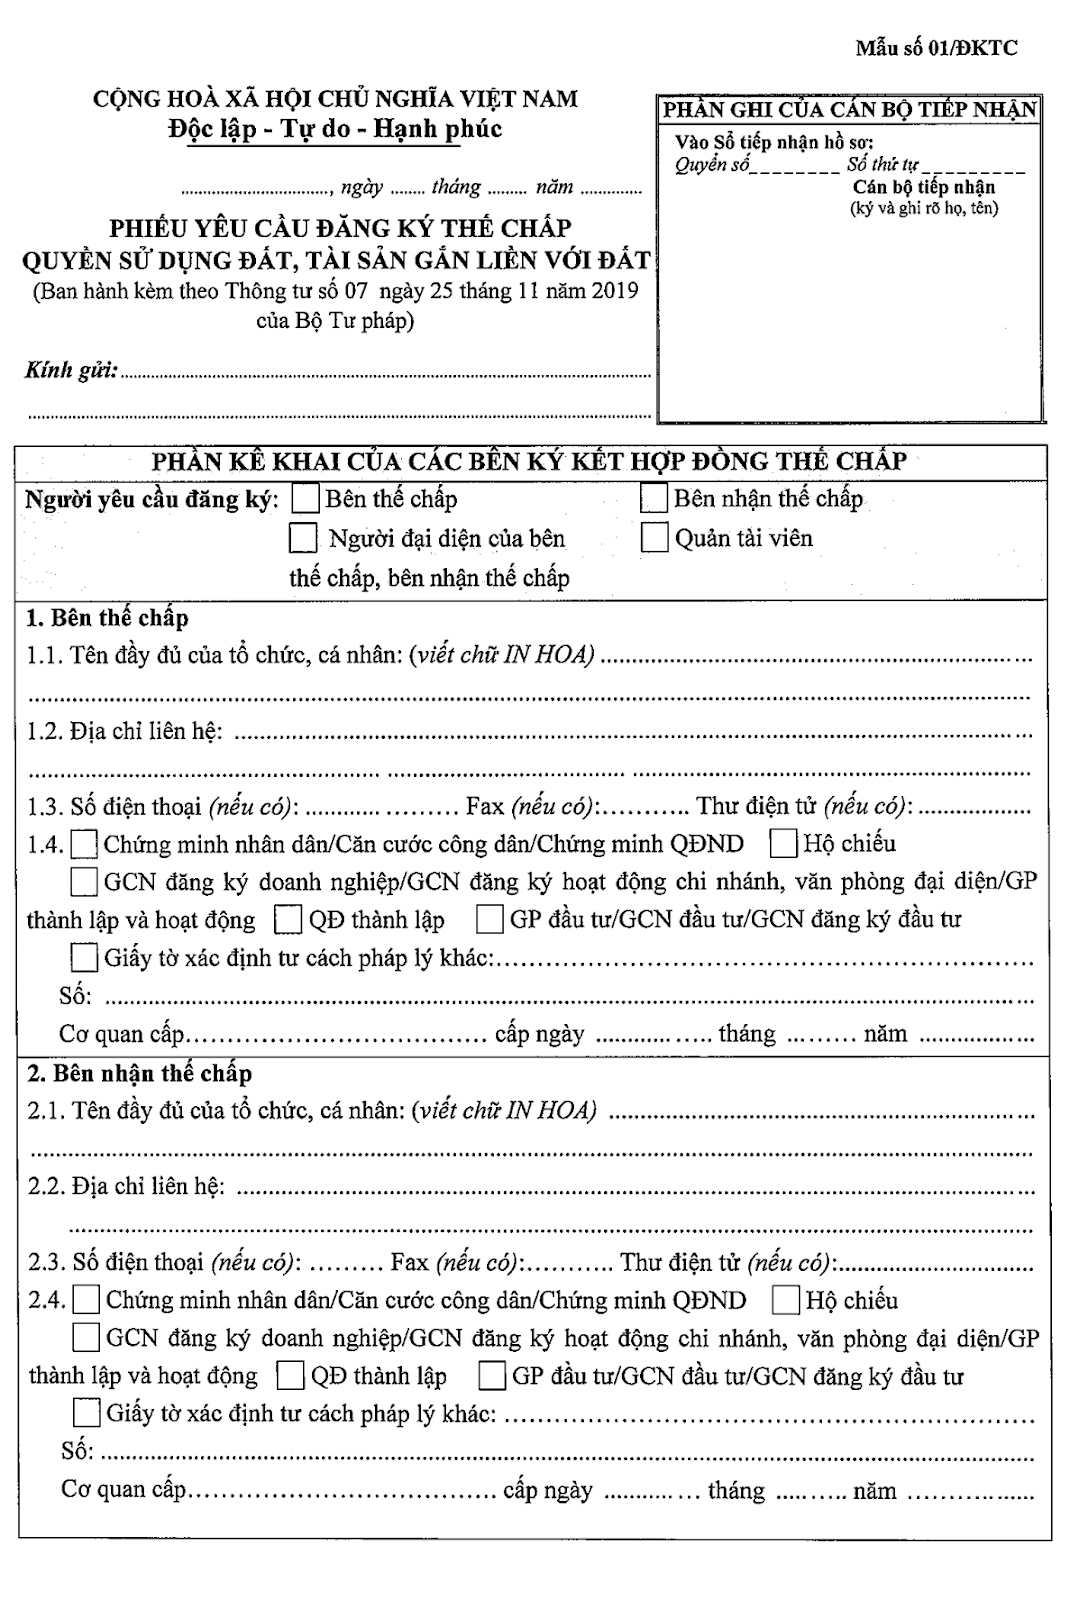 Mẫu số 01/ĐKTC
CỘNG HOÀ XÃ HỘI CHỦ NGHĨA VIỆT NAM
Độc lập - Tự do - Hạnh phúc
..............................., ngày ........ tháng ......... năm .............
PHIẾU YÊU CẦU ĐĂNG KÝ THẾ CHẤP
QUYỀN SỬ DỤNG ĐẤT, TÀI SẢN GẮN LIỀN VỚI ĐẤT
(Ban hành kèm theo Thông tư số 07 ngày 25 tháng 11 năm 2019
của Bộ Tư pháp)
Kính gửi:..............................
..............................
PHẦN GHI CỦA CÁN BỘ TIẾP NHẬN
Vào Sổ tiếp nhận hồ sơ:
Quyển số________ Số thứ tự_________
Cán bộ tiếp nhận
(ký và ghi rõ họ, tên)
PHẦN KÊ KHAI CỦA CÁC BÊN KÝ KẾT HỢP ĐỒNG THẾ CHẤP
Người yêu cầu đăng ký: □ Bên thế chấp □ Bên nhận thế chấp
□ Người đại diện của bên □ Quản tài viên
thế chấp, bên nhận thế chấp
1. Bên thế chấp
1.1. Tên đầy đủ của tổ chức, cá nhân: (viết chữ IN HOA) ..............................
..............................
1.2. Địa chỉ liên hệ: ..............................
..............................
1.3. Số điện thoại (nếu có): ............ ............ Fax (nếu có):........... Thư điện tử (nếu có): ..................
1.4. □ Chứng minh nhân dân/Căn cước công dân/Chứng minh QĐND □ Hộ chiếu
□ GCN đăng ký doanh nghiệp/GCN đăng ký hoạt động chi nhánh, văn phòng đại diện/GP
thành lập và hoạt động □ QĐ thành lập □ GP đầu tư/GCN đầu tư/GCN đăng ký đầu tư
□ Giấy tờ xác định tư cách pháp lý khác:..............................
Số: ..............................
Cơ quan cấp.............................. cấp ngày .................. tháng ............ năm ..................
2. Bên nhận thế chấp
2.1. Tên đầy đủ của tổ chức, cá nhân: (viết chữ IN HOA) ..............................
..............................
2.2. Địa chỉ liên hệ: ..............................
..............................
2.3. Số điện thoại (nếu có): ......... Fax (nếu có):........... Thư điện tử (nếu có):..............................
2.4. □ Chứng minh nhân dân/Căn cước công dân/Chứng minh QĐND □ Hộ chiếu
□ GCN đăng ký doanh nghiệp/GCN đăng ký hoạt động chi nhánh, văn phòng đại diện/GP
thành lập và hoạt động □ QĐ thành lập □ GP đầu tư/GCN đầu tư/GCN đăng ký đầu tư
□ Giấy tờ xác định tư cách pháp lý khác: ..............................
Số: ..............................
Cơ quan cấp.............................. cấp ngày ............... tháng ............ năm ..................